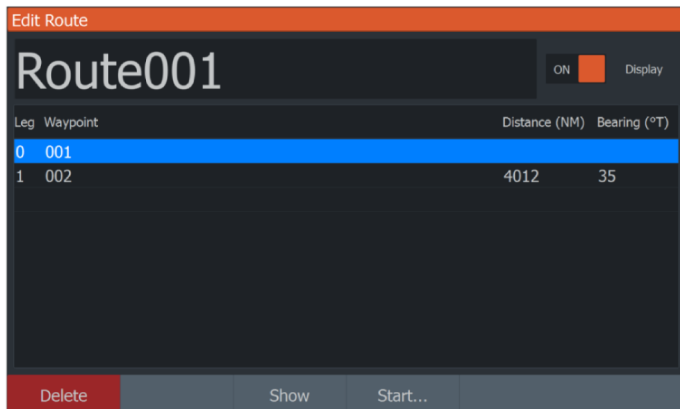 Edit Route
Route001
ON Display
Leg Waypoint Distance (NM) Bearing (°T)
0 001
1 002 4012 35
Delete Show Start...